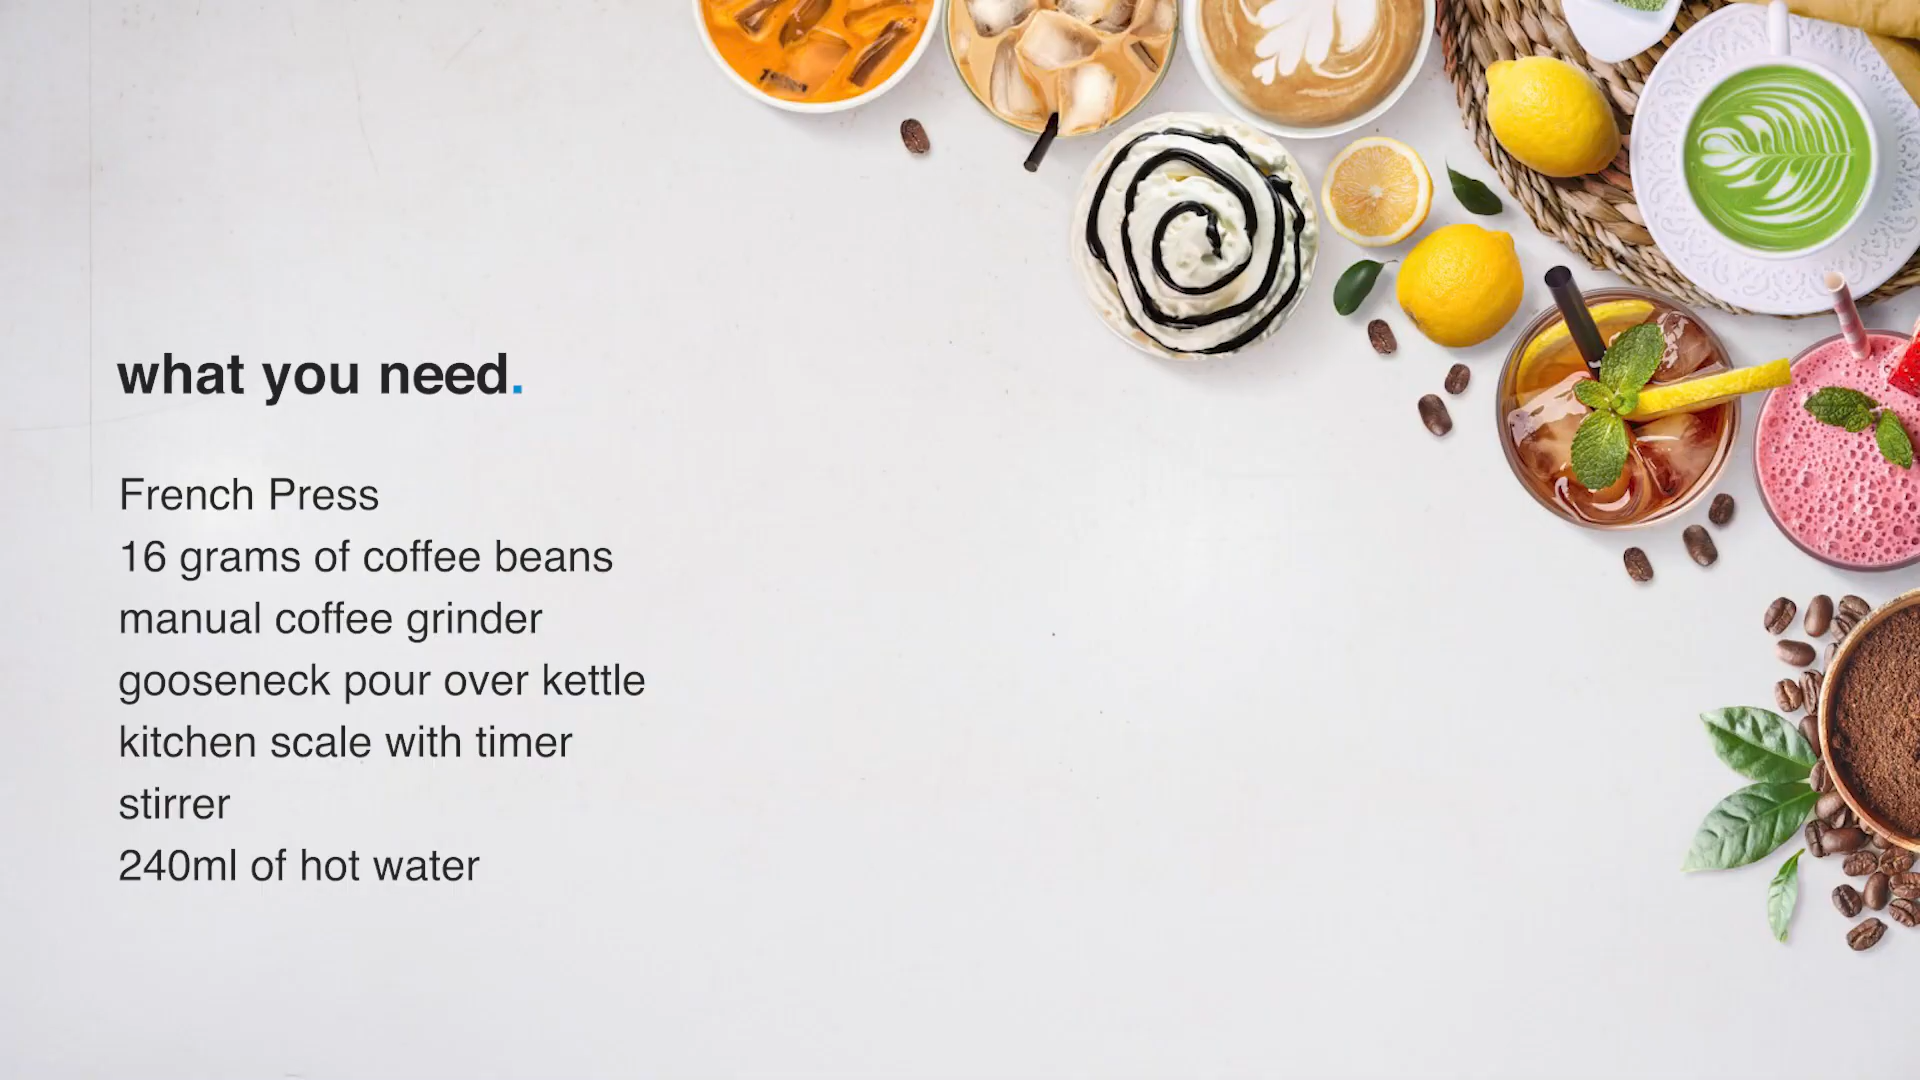 what you need.
French Press
16 grams of coffee beans
manual coffee grinder
gooseneck pour over kettle
kitchen scale with timer
stirrer
240ml of hot water